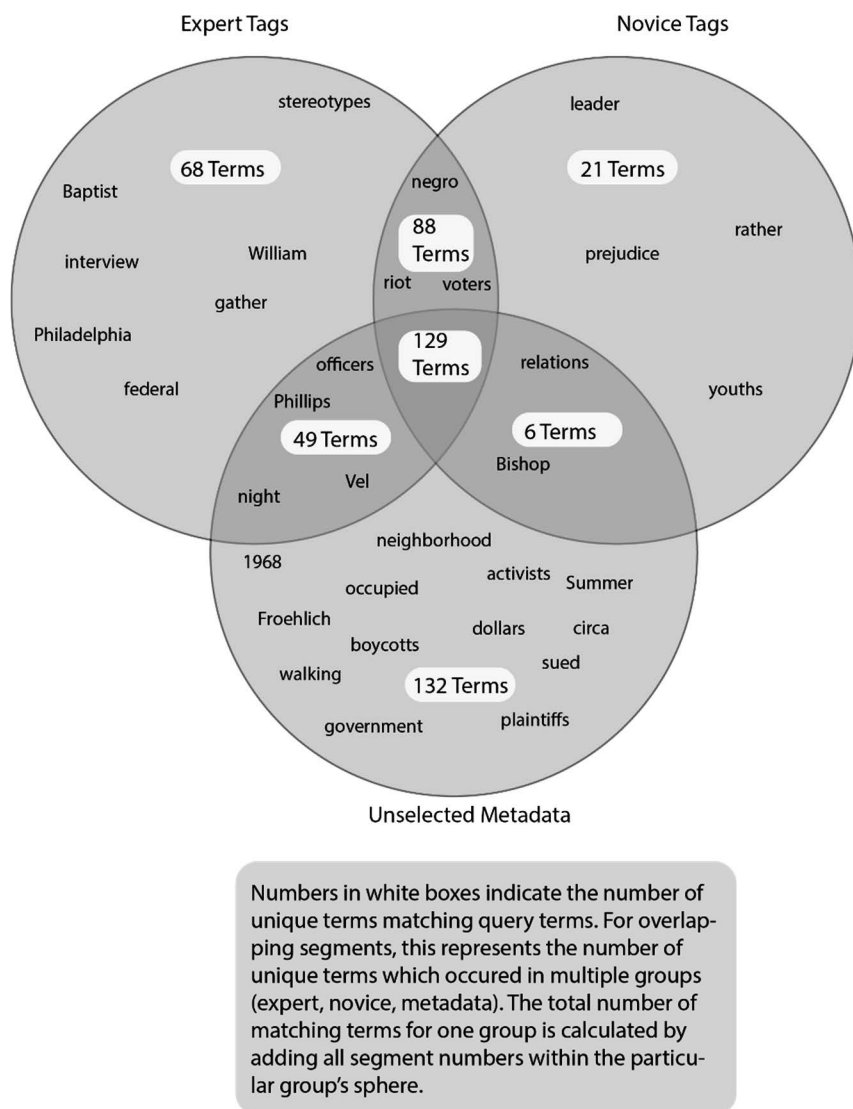 Expert Tags
Novice Tags
stereotypes
leader
68 Terms
21 Terms
negro
Baptist
88
Terms
rather
interview
William
prejudice
riot
voters
gather
Philadelphia
129
Terms
officers
relations
federal
youths
Phillips
49 Terms
6 Terms
Bishop
Vel
night
neighborhood
1968
activists
Summer
occupied
Froehlich
dollars
circa
boycotts
sued
walking
132 Terms
government
plaintiffs
Unselected Metadata
Numbers in white boxes indicate the number of
unique terms matching query terms. For overlap-
ping segments, this represents the number of
unique terms which occured in multiple groups
(expert, novice, metadata). The total number of
matching terms for one group is calculated by
adding all segment numbers within the particu-
lar group's sphere.